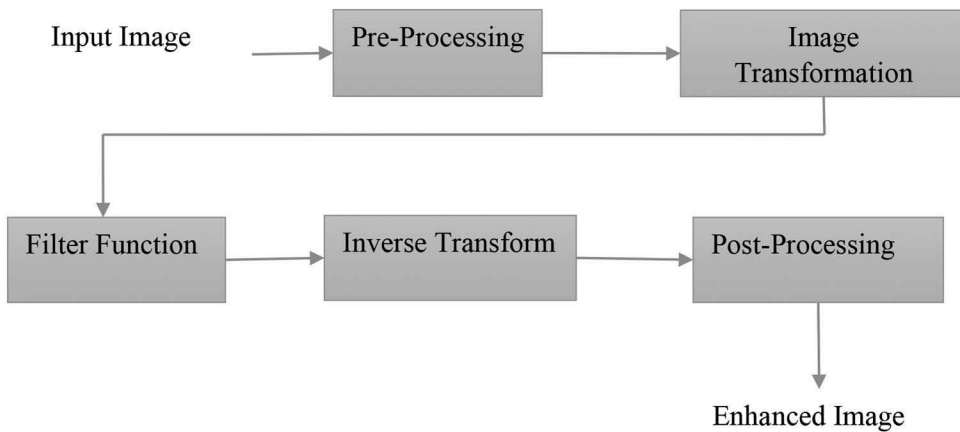 Input Image
Pre-Processing
Image
Transformation
Filter Function
Inverse Transform
Post-Processing
Enhanced Image